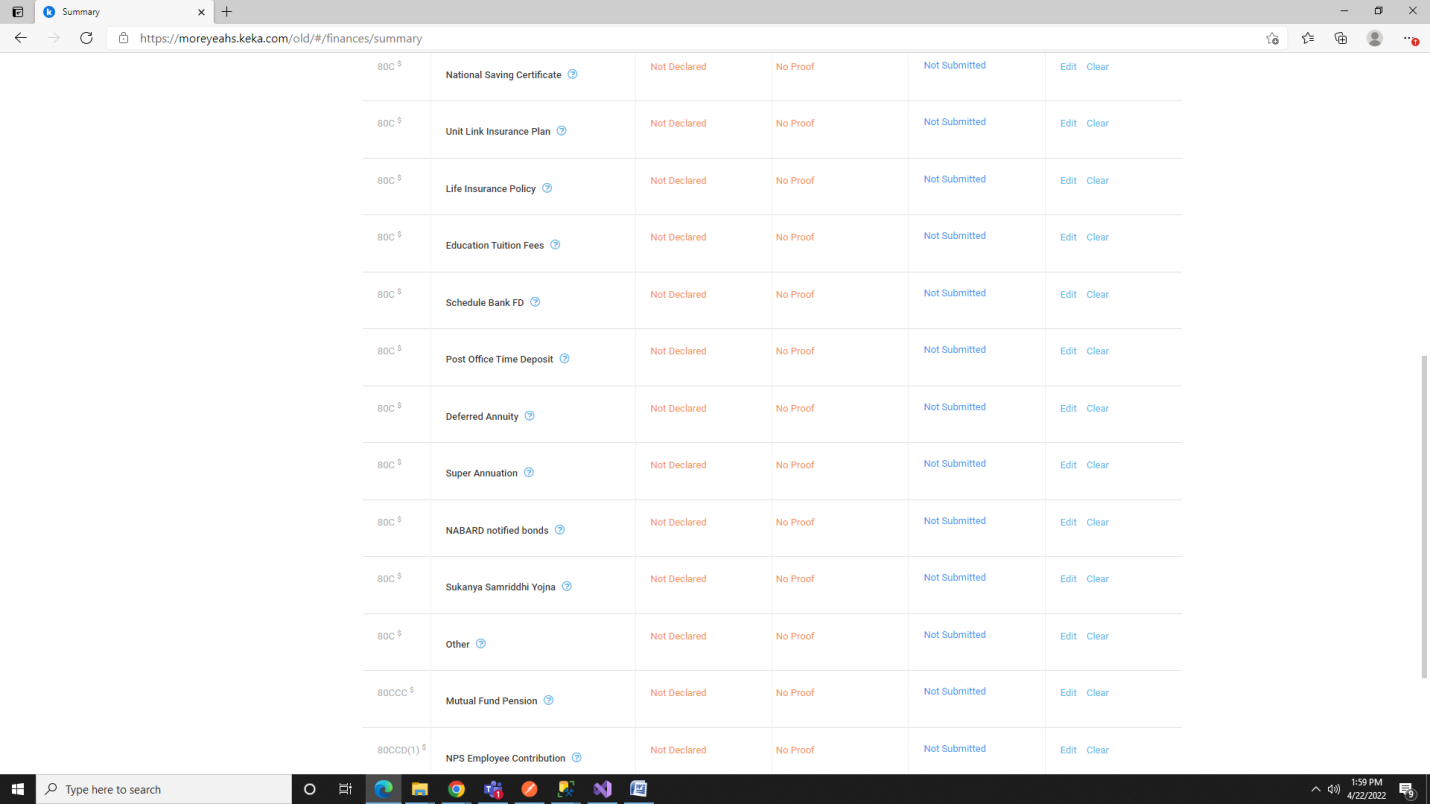 Summary
https://moreyeahs.keka.com/old/#/finances/summary
80C $ National Saving Certificate Not Declared No Proof Not Submitted Edit Clear
80C $ Unit Link Insurance Plan Not Declared No Proof Not Submitted Edit Clear
80C $ Life Insurance Policy Not Declared No Proof Not Submitted Edit Clear
80C $ Education Tuition Fees Not Declared No Proof Not Submitted Edit Clear
80C $ Schedule Bank FD Not Declared No Proof Not Submitted Edit Clear
80C $ Post Office Time Deposit Not Declared No Proof Not Submitted Edit Clear
80C $ Deferred Annuity Not Declared No Proof Not Submitted Edit Clear
80C $ Super Annuation Not Declared No Proof Not Submitted Edit Clear
80C $ NABARD notified bonds Not Declared No Proof Not Submitted Edit Clear
80C $ Sukanya Samriddhi Yojna Not Declared No Proof Not Submitted Edit Clear
80C $ Other Not Declared No Proof Not Submitted Edit Clear
80CCC $ Mutual Fund Pension Not Declared No Proof Not Submitted Edit Clear
80CCD(1) $ NPS Employee Contribution Not Declared No Proof Not Submitted Edit Clear
Type here to search
1:59 PM
4/22/2022
9